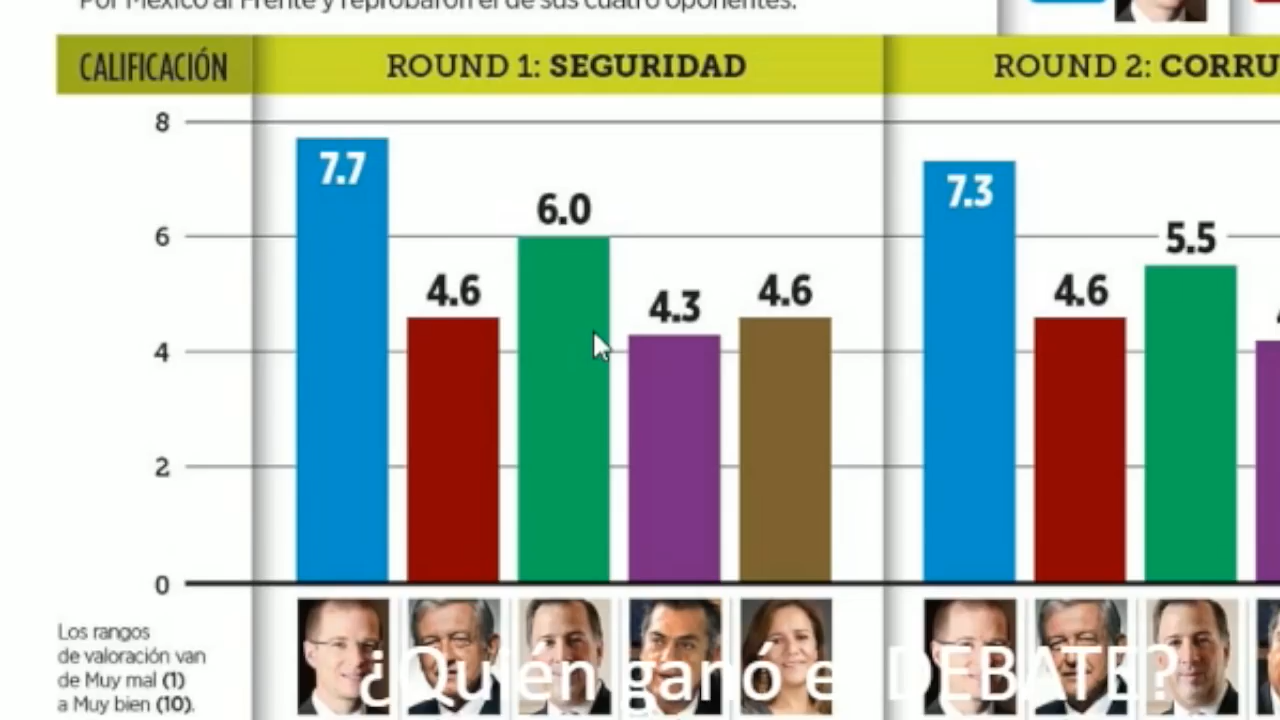 Por México al Frente y reprobaron el de sus cuatro oponentes.
CALIFICACIÓN
ROUND 1: SEGURIDAD
ROUND 2:
8
7.7
7.3
6.0
6
5.5
4.6
4.3
4.6
4.6
4
2
0
Los rangos
de valoración van
de Muy mal (1)
a Muy bien (10).
¿Quién ganó el DEBATE?